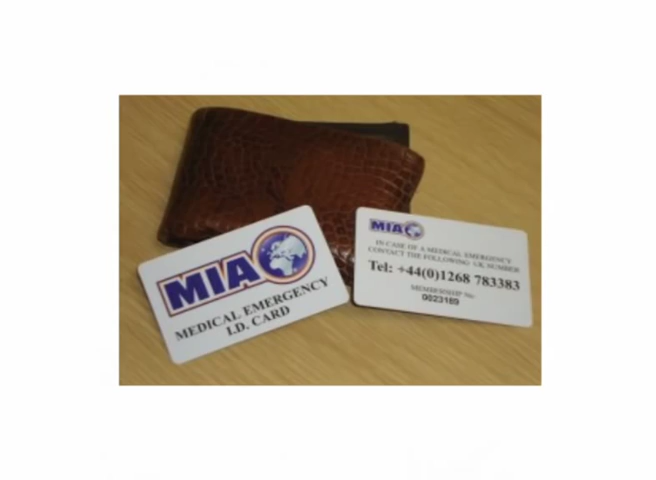 MIA
MEDICAL EMERGENCY
I.D. CARD
MIA
IN CASE OF A MEDICAL EMERGENCY
CONTACT THE FOLLOWING UK NUMBER
Tel: +44(0)1268 783383
MEMBERSHIP No
0023189